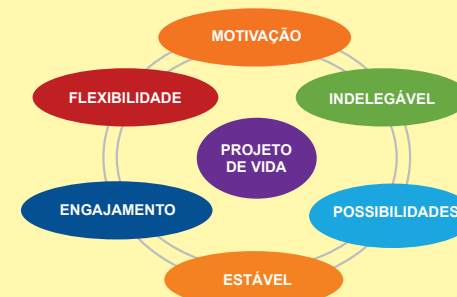 MOTIVAÇÃO
FLEXIBILIDADE
INDELEGÁVEL
PROJETO
DE VIDA
ENGAJAMENTO
POSSIBILIDADES
ESTÁVEL